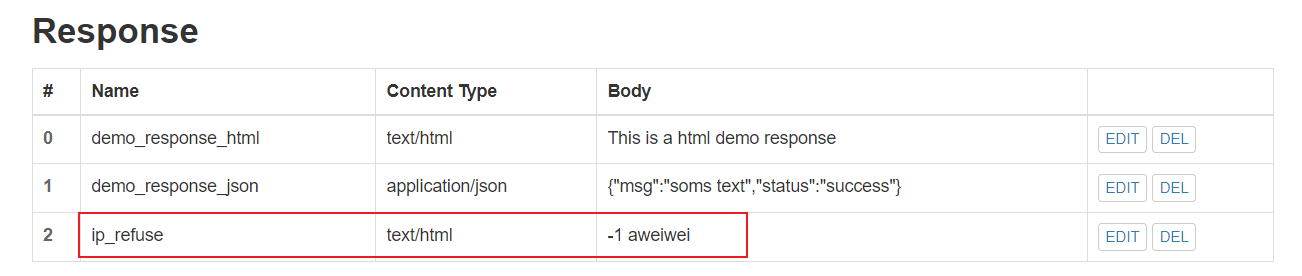 Response
# Name Content Type Body
0 demo_response_html text/html This is a html demo response EDIT DEL
1 demo_response_json application/json {"msg":"soms text","status":"success"} EDIT DEL
2 ip_refuse text/html -1 aweiwei EDIT DEL